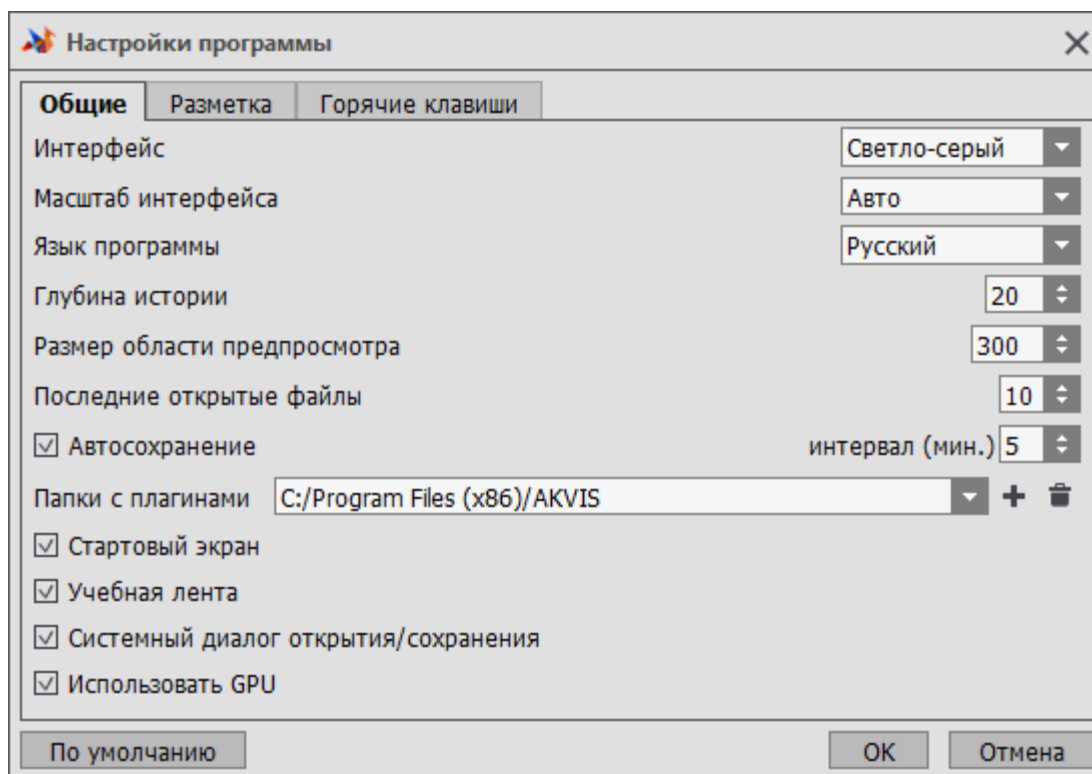 Настройки программы
Общие Разметка Горячие клавиши
Интерфейс Светло-серый
Масштаб интерфейса Авто
Язык программы Русский
Глубина истории 20
Размер области предпросмотра 300
Последние открытые файлы 10
Автосохранение интервал (мин.) 5
Папки с плагинами C:/Program Files (x86)/AKVIS
Стартовый экран
Учебная лента
Системный диалог открытия/сохранения
Использовать GPU
По умолчанию OK Отмена